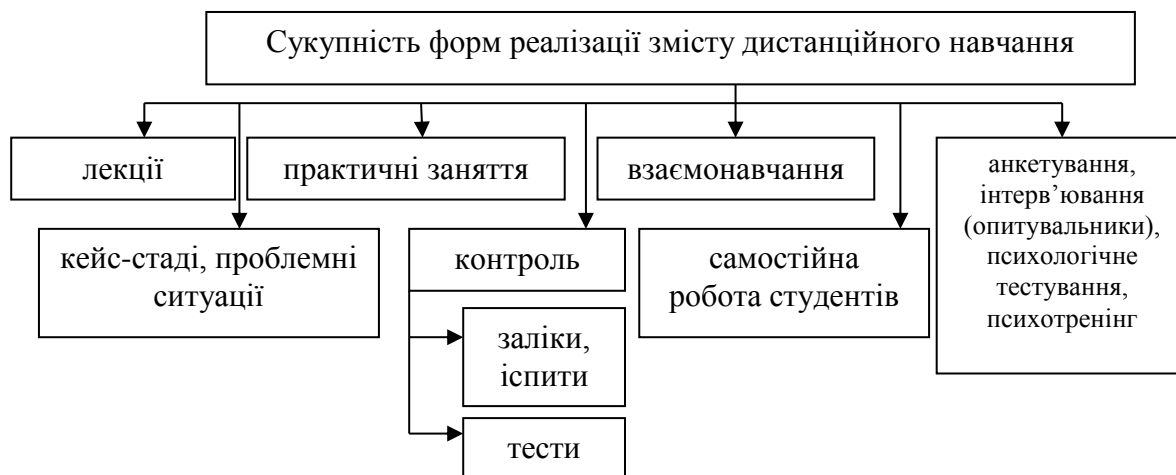 Сукупність форм реалізації змісту дистанційного навчання
лекції
практичні заняття
взаємонавчання
анкетування,
інтерв’ювання
(опитувальники),
психологічне
тестування,
психотренінг
кейс-стаді, проблемні
ситуації
контроль
самостійна
робота студентів
заліки,
іспити
тести